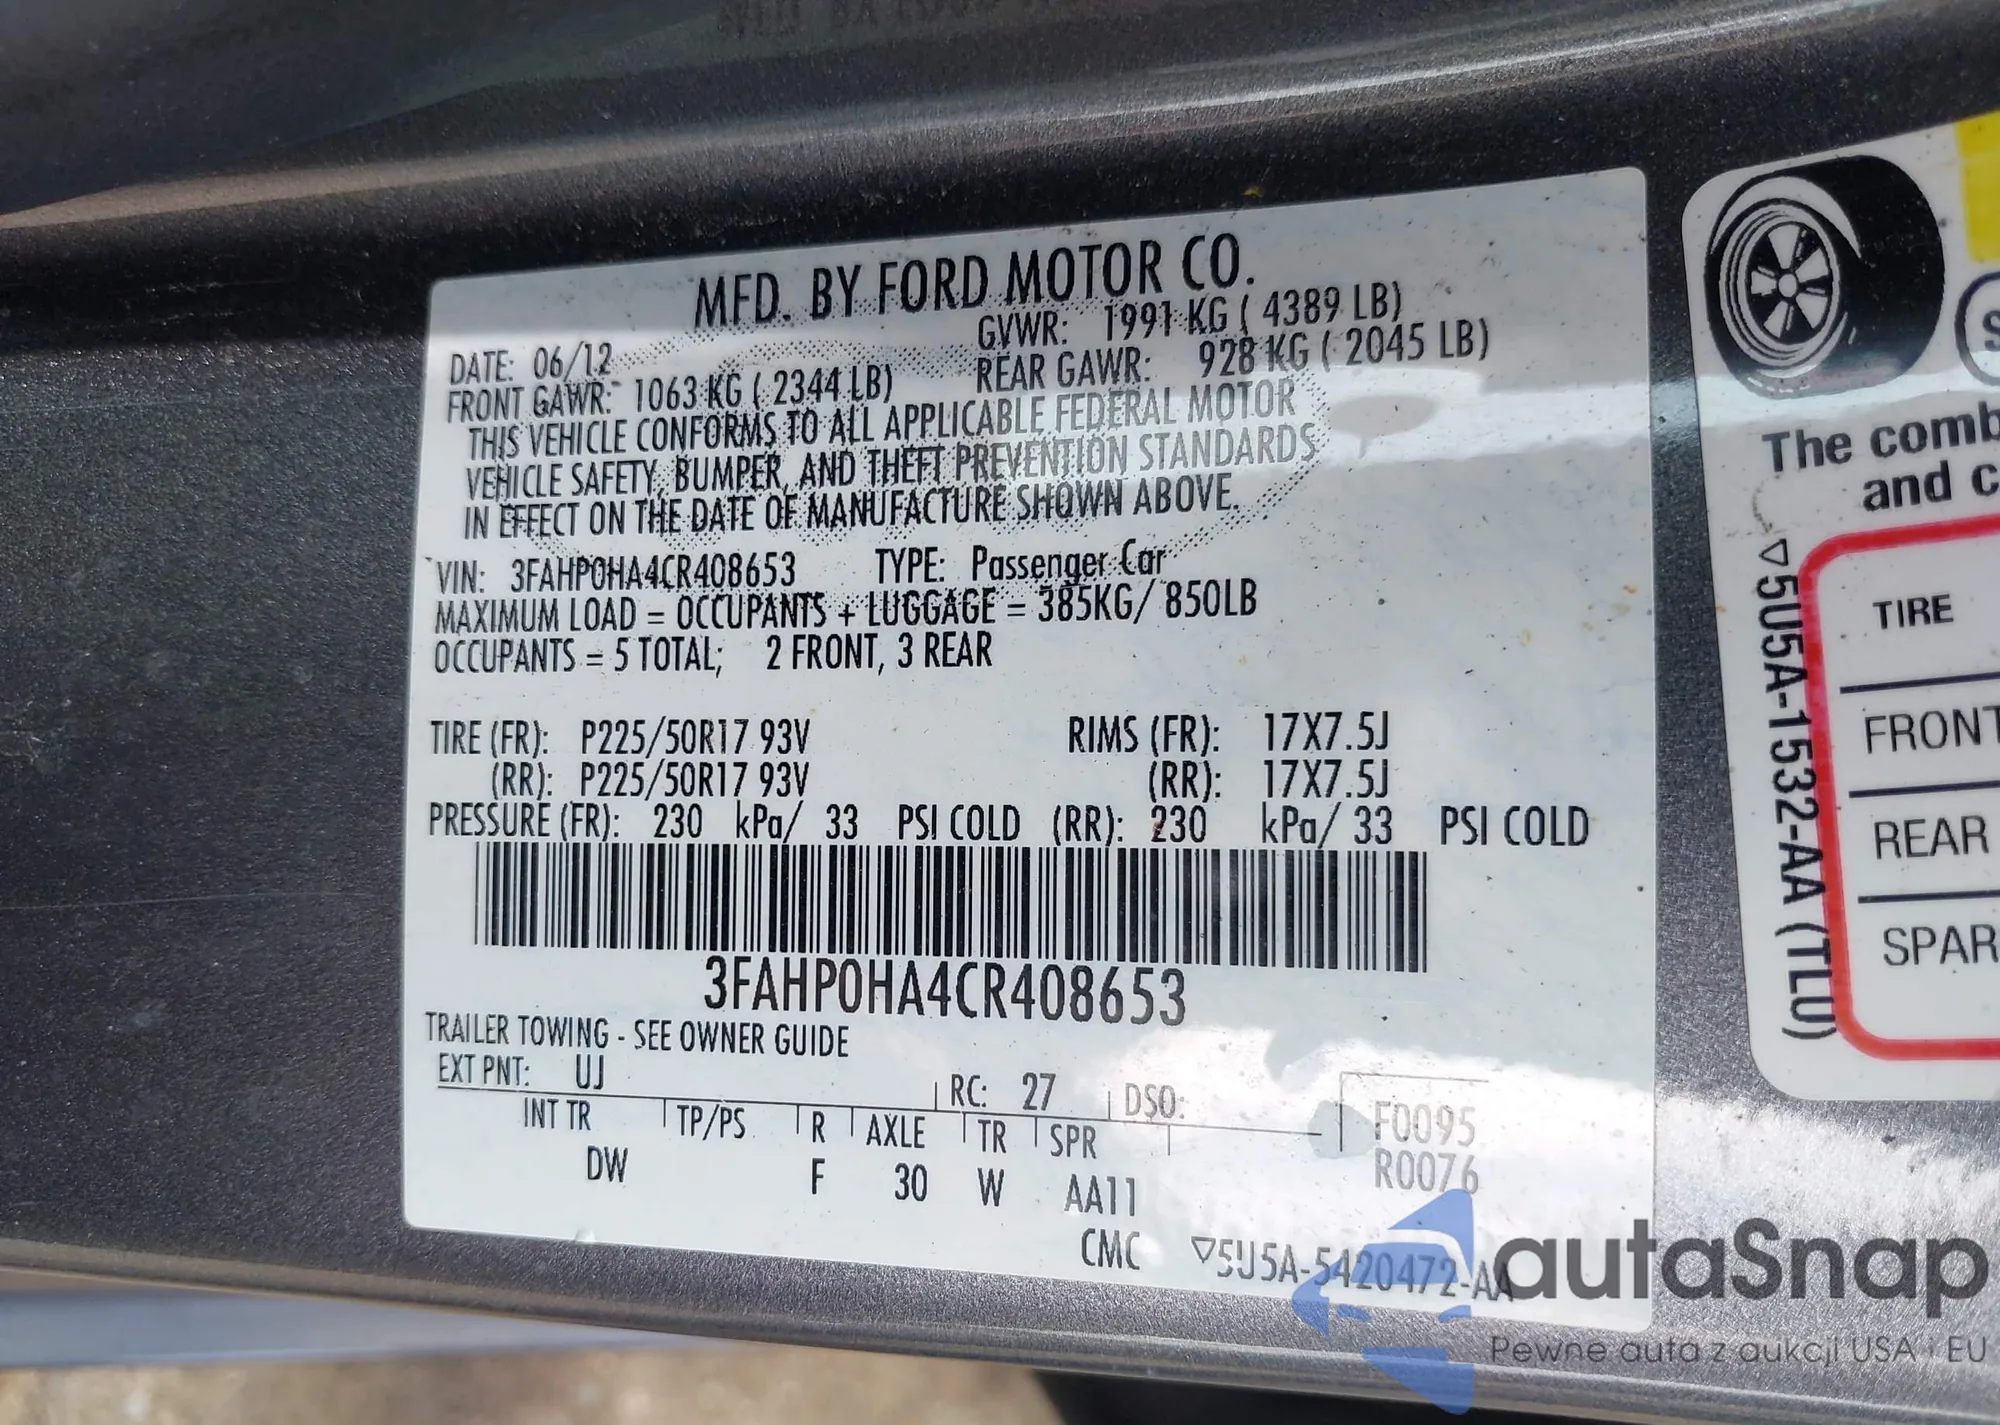 MFD. BY FORD MOTOR CO.
DATE: 06/12
GVWR: 1991 KG ( 4389 LB)
FRONT GAWR: 1063 KG ( 2344 LB)
REAR GAWR: 928 KG ( 2045 LB)
THIS VEHICLE CONFORMS TO ALL APPLICABLE FEDERAL MOTOR
VEHICLE SAFETY, BUMPER, AND THEFT PREVENTION STANDARDS
IN EFFECT ON THE DATE OF MANUFACTURE SHOWN ABOVE.
VIN: 3FAHP0HA4CR408653 TYPE: Passenger Car
MAXIMUM LOAD = OCCUPANTS + LUGGAGE = 385KG/ 850LB
OCCUPANTS = 5 TOTAL; 2 FRONT, 3 REAR
TIRE (FR): P225/50R17 93V RIMS (FR): 17X7.5J
(RR): P225/50R17 93V (RR): 17X7.5J
PRESSURE (FR): 230 kPa/ 33 PSI COLD (RR): 230 kPa/ 33 PSI COLD
3FAHP0HA4CR408653
TRAILER TOWING - SEE OWNER GUIDE
EXT PNT: UJ RC: 27 DSO:
INT TR TP/PS R AXLE TR SPR
DW F 30 W AA11
F0095
R0076
CMC ▽5U5A-5420472-AA
The comb
and c
▽5U5A-1532-AA (TLU)
TIRE
FRONT
REAR
SPAR
autaSnap
Pewne auta z aukcji USA i EU